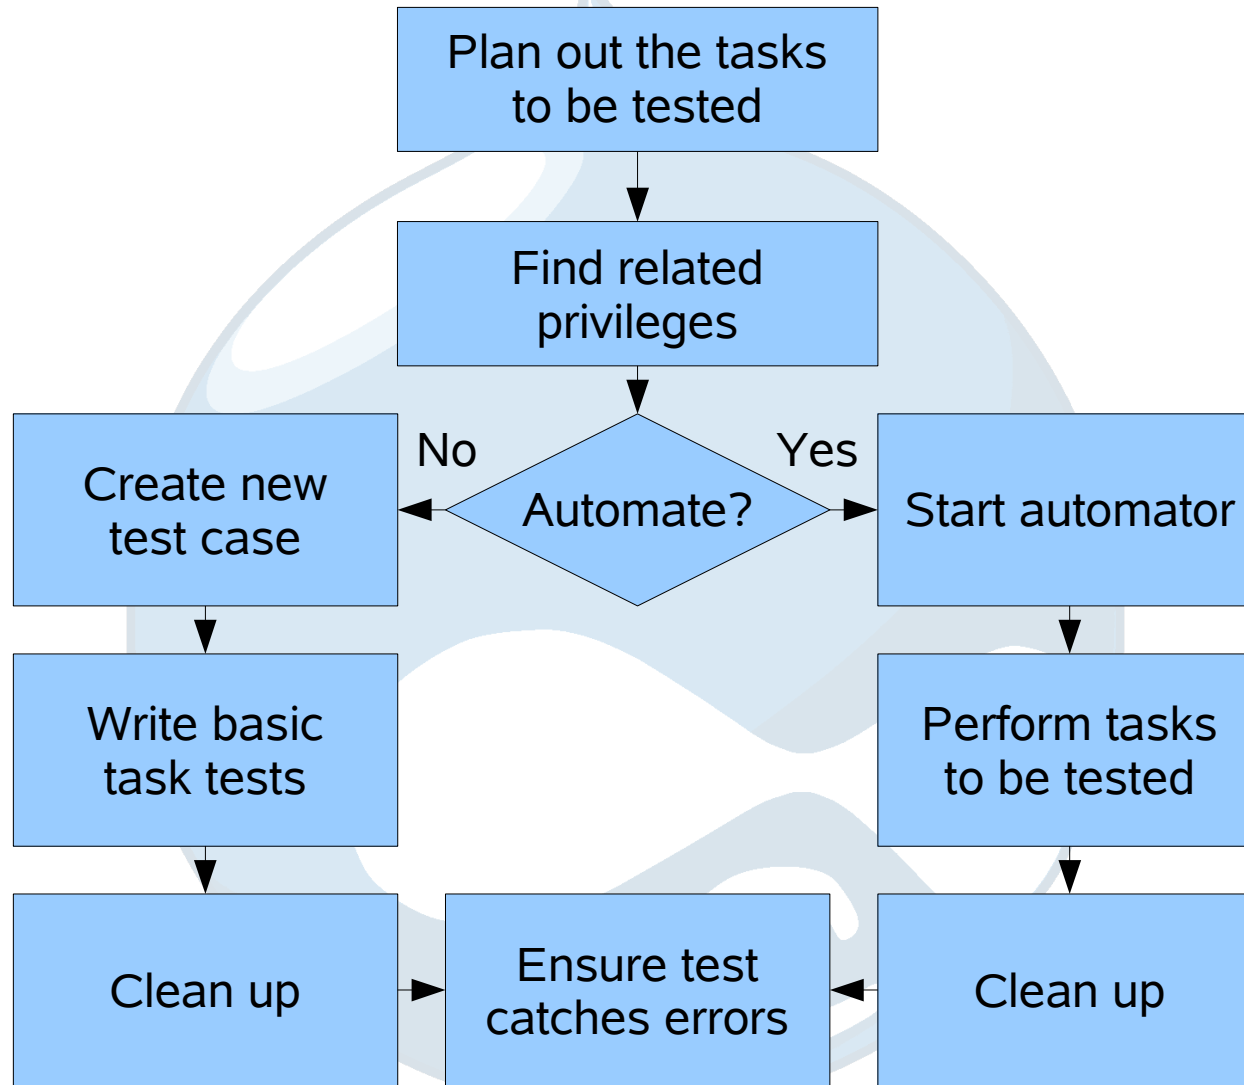 Plan out the tasks
to be tested
Find related
privileges
No
Yes
Create new
test case
Automate?
Start automator
Write basic
task tests
Perform tasks
to be tested
Clean up
Ensure test
catches errors
Clean up